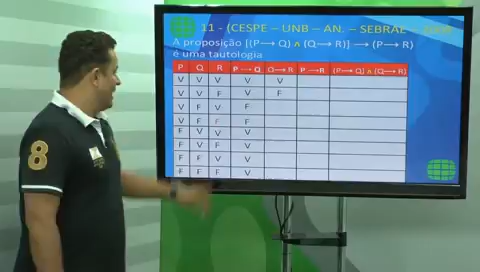 11 - (CESPE – UNB – AN. – SEBRAE –
A proposição [(P⟶ Q) ∧ (Q⟶ R)] ⟶ (P⟶ R)
é uma tautologia
P Q R P ⟶ Q Q⟶ R P ⟶R (P⟶ Q) ∧ (Q⟶R)
V V V V V
V V F V F
V F V F
V F F F
F V V V
F V F V
F F V V
F F F V
8